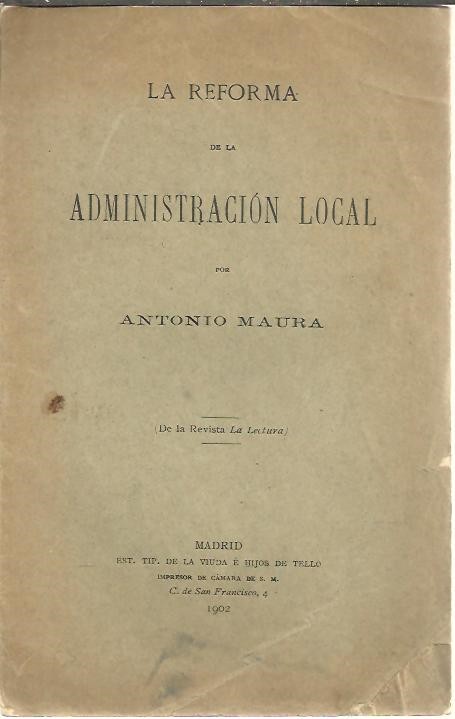 LA REFORMA
DE LA
ADMINISTRACIÓN LOCAL
POR
ANTONIO MAURA
(De la Revista La Lectura)
MADRID
EST. TIP. DE LA VIUDA É HIJOS DE TELLO
IMPRESOR DE CÁMARA DE S. M.
C. de San Francisco, 4
1902